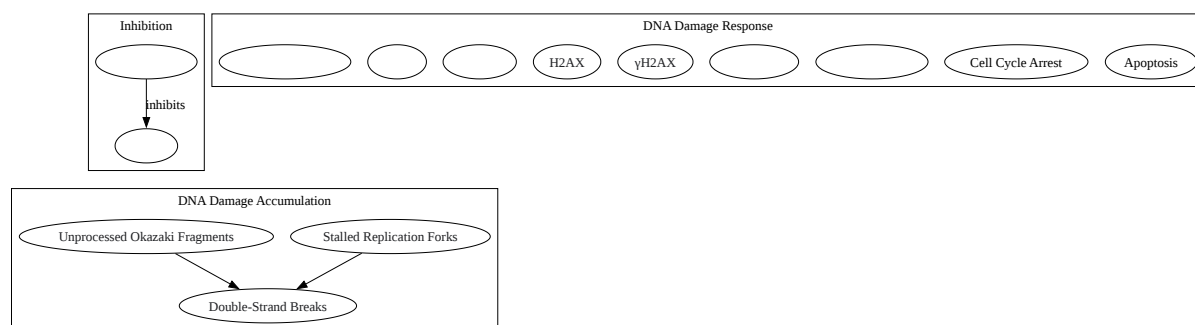 Inhibition
inhibits
DNA Damage Response
H2AX
γH2AX
Cell Cycle Arrest
Apoptosis
DNA Damage Accumulation
Unprocessed Okazaki Fragments
Stalled Replication Forks
Double-Strand Breaks